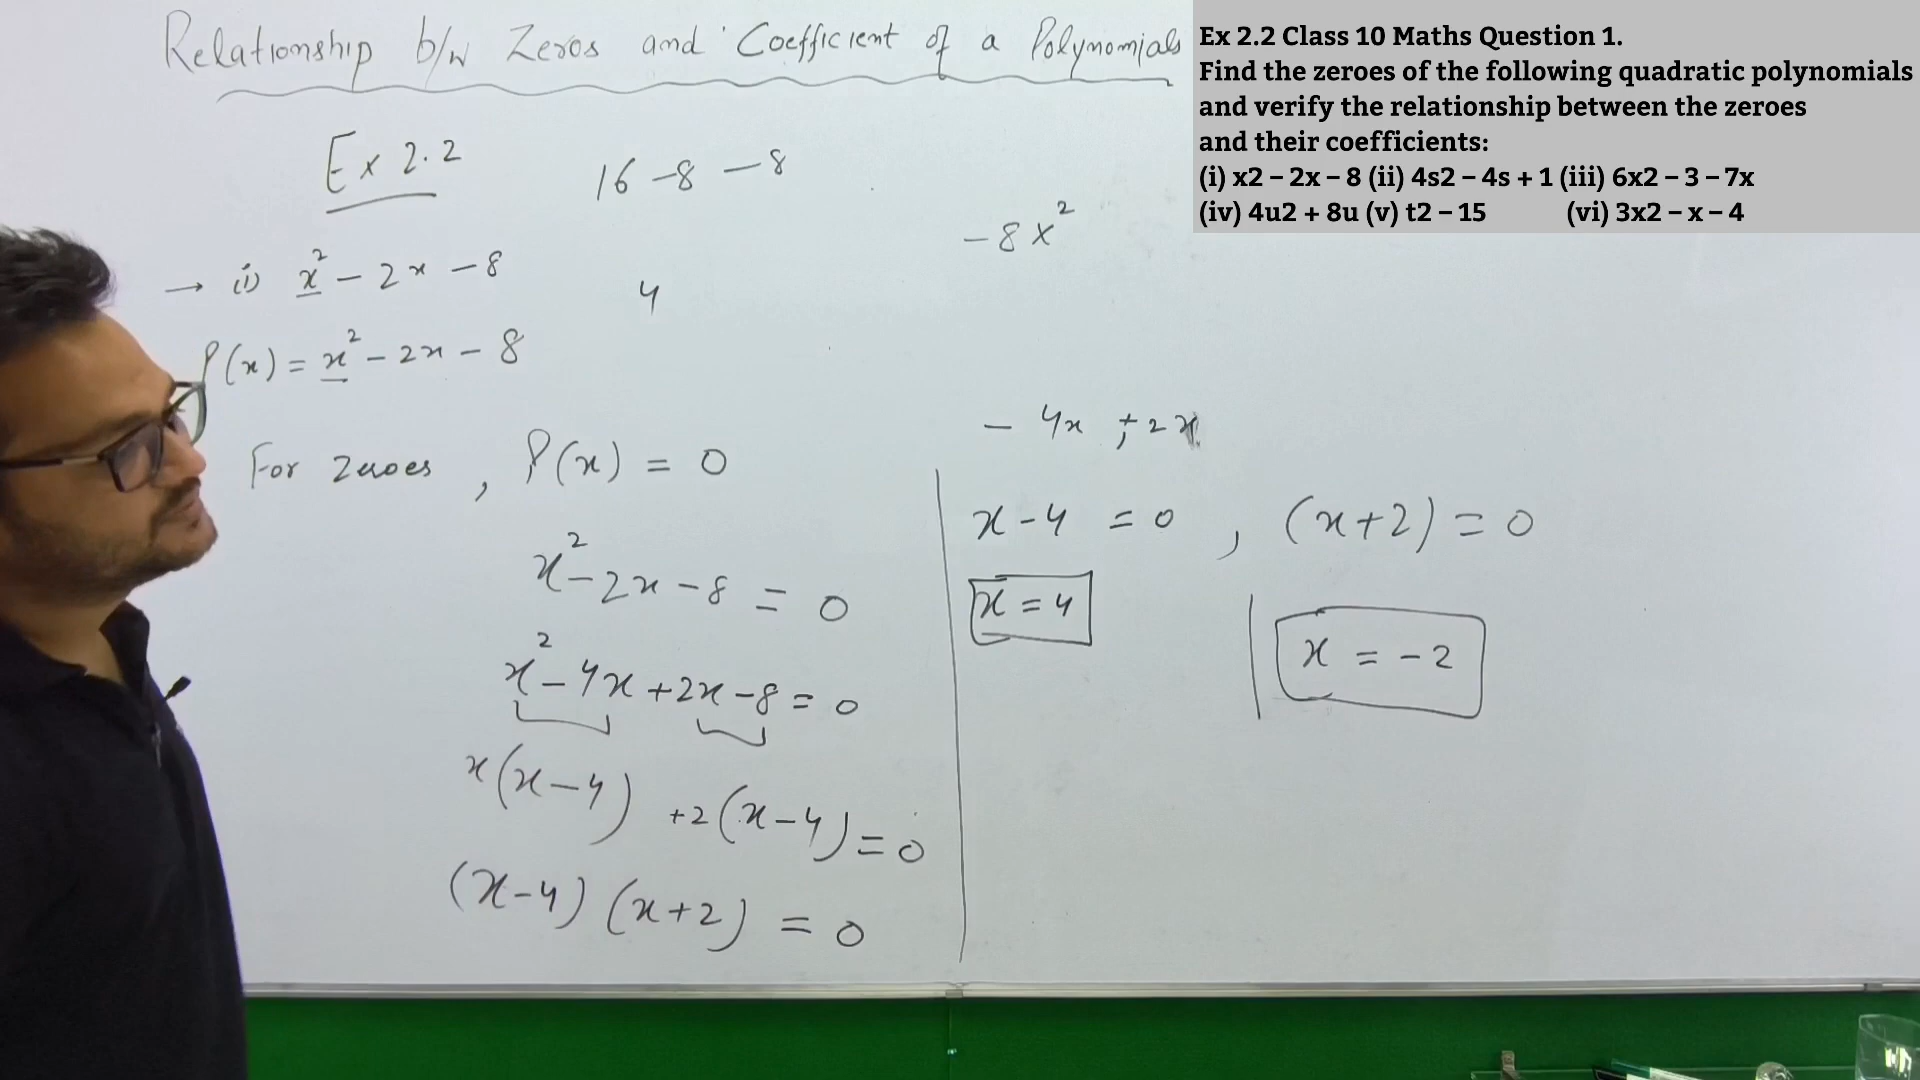 Relationship b/w Zeros and Coefficient of a Polynomials
Ex 2.2 Class 10 Maths Question 1.
Find the zeroes of the following quadratic polynomials
and verify the relationship between the zeroes
and their coefficients:
(i) x2 – 2x – 8 (ii) 4s2 – 4s + 1 (iii) 6x2 – 3 – 7x
(iv) 4u2 + 8u (v) t2 – 15 (vi) 3x2 – x – 4
Ex 2.2
16 -8 -8
-8x²
→ (i) x² - 2x - 8
4
P(x) = x² - 2x - 8
For zeroes, P(x) = 0
x² - 2x - 8 = 0
x² - 4x + 2x - 8 = 0
x(x-4) +2(x-4) = 0
(x-4) (x+2) = 0
- 4x + 2x
x - 4 = 0 , (x+2) = 0
x = 4
x = -2